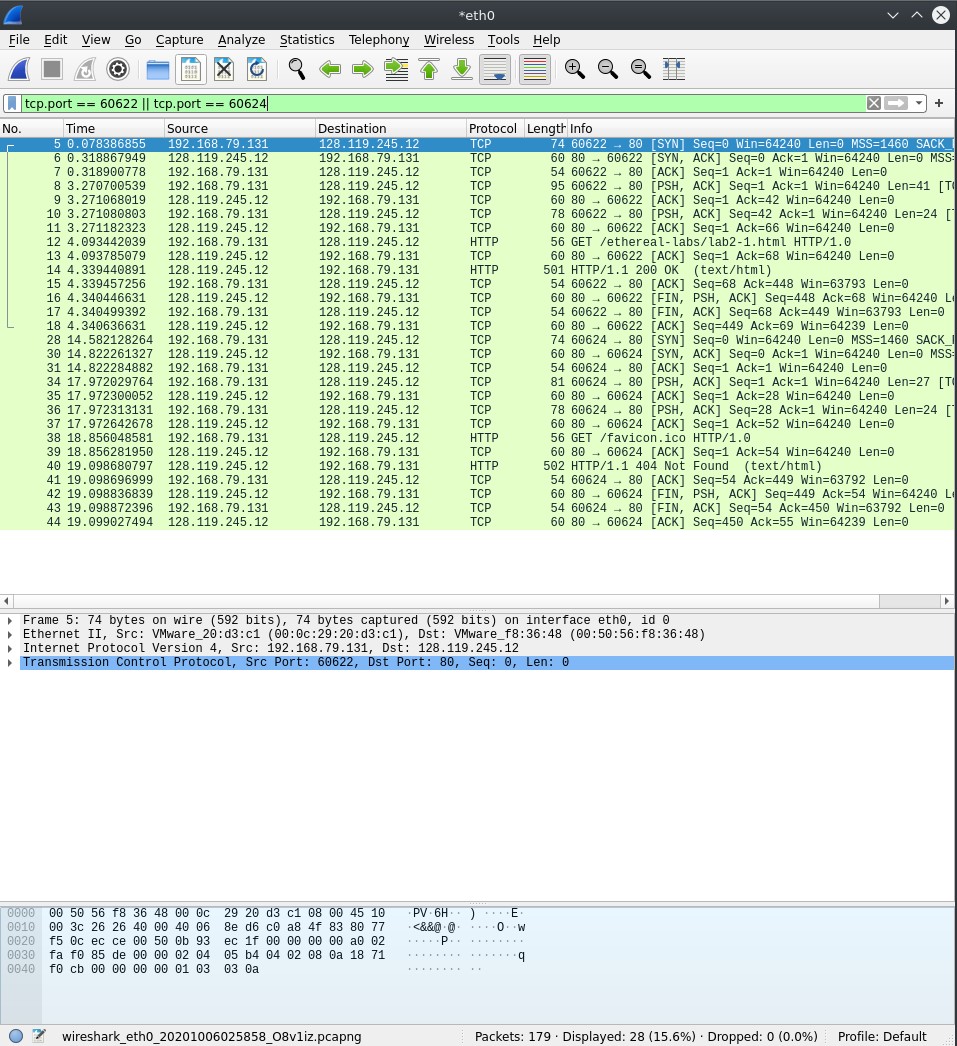 *eth0
File Edit View Go Capture Analyze Statistics Telephony Wireless Tools Help
tcp.port == 60622 || tcp.port == 60624
No. Time Source Destination Protocol Length Info
5 0.078386855 192.168.79.131 128.119.245.12 TCP 74 60622 → 80 [SYN] Seq=0 Win=64240 Len=0 MSS=1460 SACK_
6 0.318867949 128.119.245.12 192.168.79.131 TCP 60 80 → 60622 [SYN, ACK] Seq=0 Ack=1 Win=64240 Len=0 MSS=
7 0.318900778 192.168.79.131 128.119.245.12 TCP 54 60622 → 80 [ACK] Seq=1 Ack=1 Win=64240 Len=0
8 3.270700539 192.168.79.131 128.119.245.12 TCP 95 60622 → 80 [PSH, ACK] Seq=1 Ack=1 Win=64240 Len=41 [T
9 3.271068019 128.119.245.12 192.168.79.131 TCP 60 80 → 60622 [ACK] Seq=1 Ack=42 Win=64240 Len=0
10 3.271080803 192.168.79.131 128.119.245.12 TCP 78 60622 → 80 [PSH, ACK] Seq=42 Ack=1 Win=64240 Len=24 [
11 3.271182323 128.119.245.12 192.168.79.131 TCP 60 80 → 60622 [ACK] Seq=1 Ack=66 Win=64240 Len=0
12 4.093442039 192.168.79.131 128.119.245.12 HTTP 56 GET /ethereal-labs/lab2-1.html HTTP/1.0
13 4.093785079 128.119.245.12 192.168.79.131 TCP 60 80 → 60622 [ACK] Seq=1 Ack=68 Win=64240 Len=0
14 4.339440891 128.119.245.12 192.168.79.131 HTTP 501 HTTP/1.1 200 OK (text/html)
15 4.339457256 192.168.79.131 128.119.245.12 TCP 54 60622 → 80 [ACK] Seq=68 Ack=448 Win=63793 Len=0
16 4.340446631 128.119.245.12 192.168.79.131 TCP 60 80 → 60622 [FIN, PSH, ACK] Seq=448 Ack=68 Win=64240 L
17 4.340499392 192.168.79.131 128.119.245.12 TCP 54 60622 → 80 [FIN, ACK] Seq=68 Ack=449 Win=63793 Len=0
18 4.340636631 128.119.245.12 192.168.79.131 TCP 60 80 → 60622 [ACK] Seq=449 Ack=69 Win=64239 Len=0
28 14.582128264 192.168.79.131 128.119.245.12 TCP 74 60624 → 80 [SYN] Seq=0 Win=64240 Len=0 MSS=1460 SACK_
30 14.822261327 128.119.245.12 192.168.79.131 TCP 60 80 → 60624 [SYN, ACK] Seq=0 Ack=1 Win=64240 Len=0 MSS=
31 14.822284882 192.168.79.131 128.119.245.12 TCP 54 60624 → 80 [ACK] Seq=1 Ack=1 Win=64240 Len=0
34 17.972029764 192.168.79.131 128.119.245.12 TCP 81 60624 → 80 [PSH, ACK] Seq=1 Ack=1 Win=64240 Len=27 [T
35 17.972300052 128.119.245.12 192.168.79.131 TCP 60 80 → 60624 [ACK] Seq=1 Ack=28 Win=64240 Len=0
36 17.972313131 192.168.79.131 128.119.245.12 TCP 78 60624 → 80 [PSH, ACK] Seq=28 Ack=1 Win=64240 Len=24 [
37 17.972642678 128.119.245.12 192.168.79.131 TCP 60 80 → 60624 [ACK] Seq=1 Ack=52 Win=64240 Len=0
38 18.856048581 192.168.79.131 128.119.245.12 HTTP 56 GET /favicon.ico HTTP/1.0
39 18.856281950 128.119.245.12 192.168.79.131 TCP 60 80 → 60624 [ACK] Seq=1 Ack=54 Win=64240 Len=0
40 19.098680797 128.119.245.12 192.168.79.131 HTTP 502 HTTP/1.1 404 Not Found (text/html)
41 19.098696999 192.168.79.131 128.119.245.12 TCP 54 60624 → 80 [ACK] Seq=54 Ack=449 Win=63792 Len=0
42 19.098836839 128.119.245.12 192.168.79.131 TCP 60 80 → 60624 [FIN, PSH, ACK] Seq=449 Ack=54 Win=64240 L
43 19.098872396 192.168.79.131 128.119.245.12 TCP 54 60624 → 80 [FIN, ACK] Seq=54 Ack=450 Win=63792 Len=0
44 19.099027494 128.119.245.12 192.168.79.131 TCP 60 80 → 60624 [ACK] Seq=450 Ack=55 Win=64239 Len=0
Frame 5: 74 bytes on wire (592 bits), 74 bytes captured (592 bits) on interface eth0, id 0
Ethernet II, Src: VMware_20:d3:c1 (00:0c:29:20:d3:c1), Dst: VMware_f8:36:48 (00:50:56:f8:36:48)
Internet Protocol Version 4, Src: 192.168.79.131, Dst: 128.119.245.12
Transmission Control Protocol, Src Port: 60622, Dst Port: 80, Seq: 0, Len: 0
0000 00 50 56 f8 36 48 00 0c 29 20 d3 c1 08 00 45 10 ·PV·6H·· ) ····E·
0010 00 3c 26 26 40 00 40 06 8e d6 c0 a8 4f 83 80 77 ·<&&@·@· ····O··w
0020 f5 0c ec ce 00 50 0b 93 ec 1f 00 00 00 00 a0 02 ·····P·· ········
0030 fa f0 85 de 00 00 02 04 05 b4 04 02 08 0a 18 71 ········ ·······q
0040 f0 cb 00 00 00 00 01 03 03 0a ········ ··
wireshark_eth0_20201006025858_O8v1iz.pcapng Packets: 179 · Displayed: 28 (15.6%) · Dropped: 0 (0.0%) Profile: Default